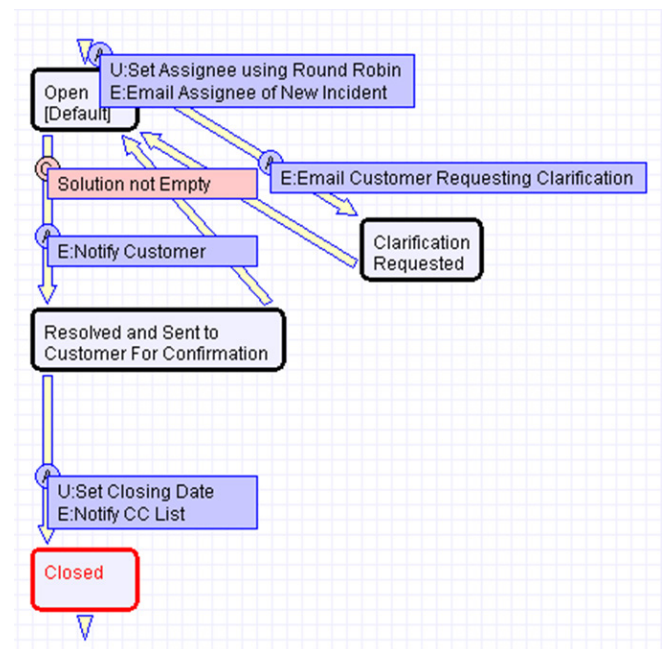 A
U:Set Assignee using Round Robin
E:Email Assignee of New Incident
Open
[Default]
A
E:Email Customer Requesting Clarification
C
Solution not Empty
A
E:Notify Customer
Clarification
Requested
Resolved and Sent to
Customer For Confirmation
A
U:Set Closing Date
E:Notify CC List
Closed